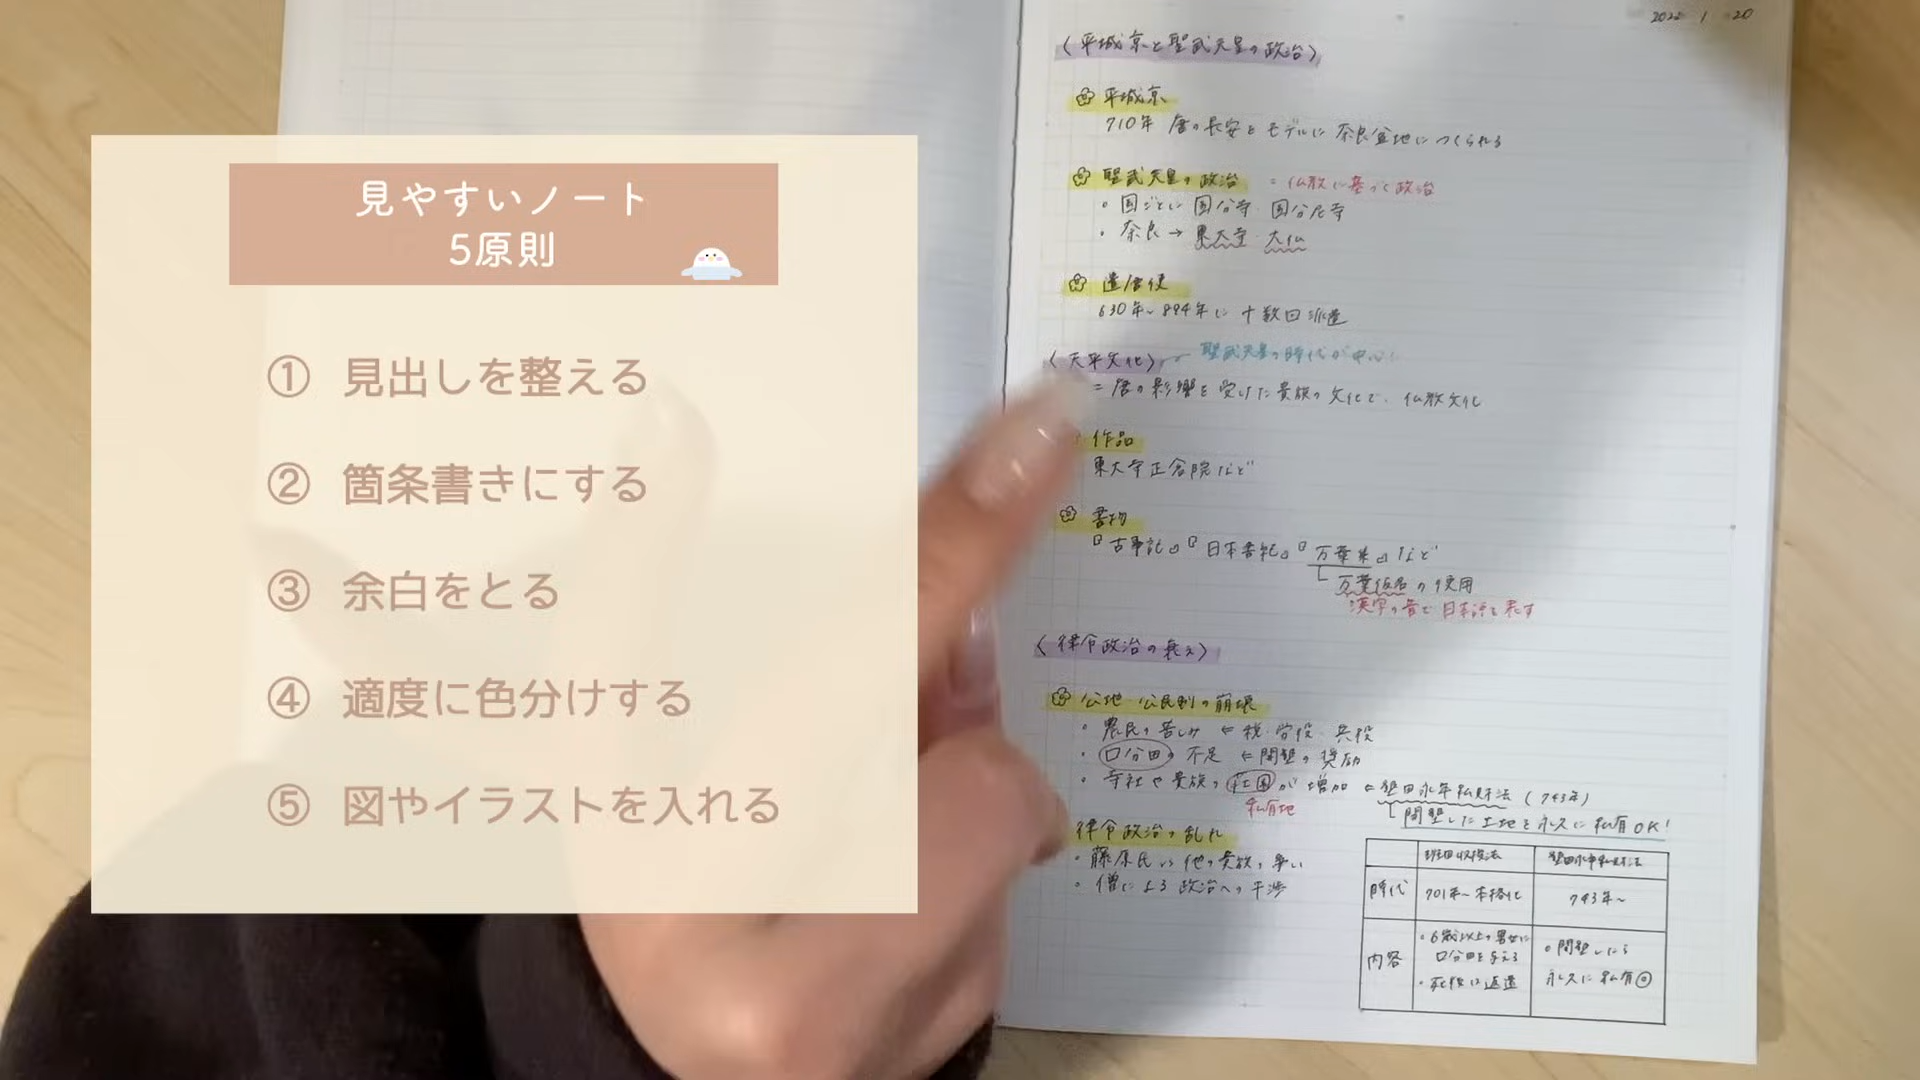 見やすいノート
5原則
① 見出しを整える
② 箇条書きにする
③ 余白をとる
④ 適度に色分けする
⑤ 図やイラストを入れる
2022 1 20
〈平城京と聖武天皇の政治〉
平城京
710年 唐の長安をモデルに奈良盆地につくられる
聖武天皇の政治 = 仏教に基づく政治
・国ごとに国分寺・国分尼寺
・奈良→東大寺・大仏
遣唐使
630年~894年に十数回派遣
〈天平文化〉 聖武天皇の時代が中心
= 唐の影響を受けた貴族の文化で、仏教文化
作品
東大寺正倉院など
書物
『古事記』『日本書紀』『万葉集』など
万葉仮名の使用
漢字の音で日本語を表す
〈律令政治の衰え〉
公地・公民制の崩壊
・農民の苦しみ ← 税・労役・兵役
・口分田の不足 ← 開墾の奨励
・寺社や貴族の荘園が増加 ← 墾田永年私財法(743年)
私有地
開墾した土地を永久に私有OK!
律令政治の乱れ
・藤原氏vs他の貴族の争い
・僧による政治への干渉
班田収授法 墾田永年私財法
時代 701年~本格化 743年~
内容 ・6歳以上の男女に口分田を与える ・死後は返還 ・開墾したら永久に私有◎